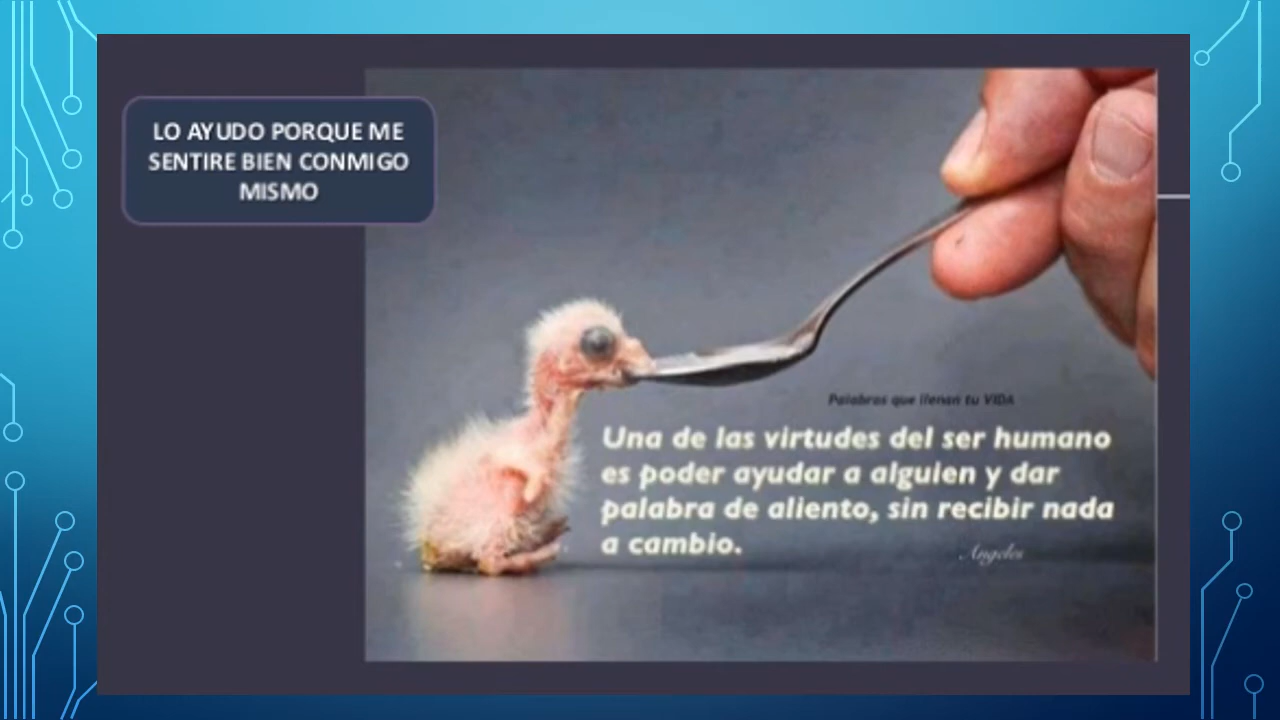 LO AYUDO PORQUE ME
SENTIRE BIEN CONMIGO
MISMO
Palabras que llenan tu VIDA
Una de las virtudes del ser humano
es poder ayudar a alguien y dar
palabra de aliento, sin recibir nada
a cambio.
Angeles